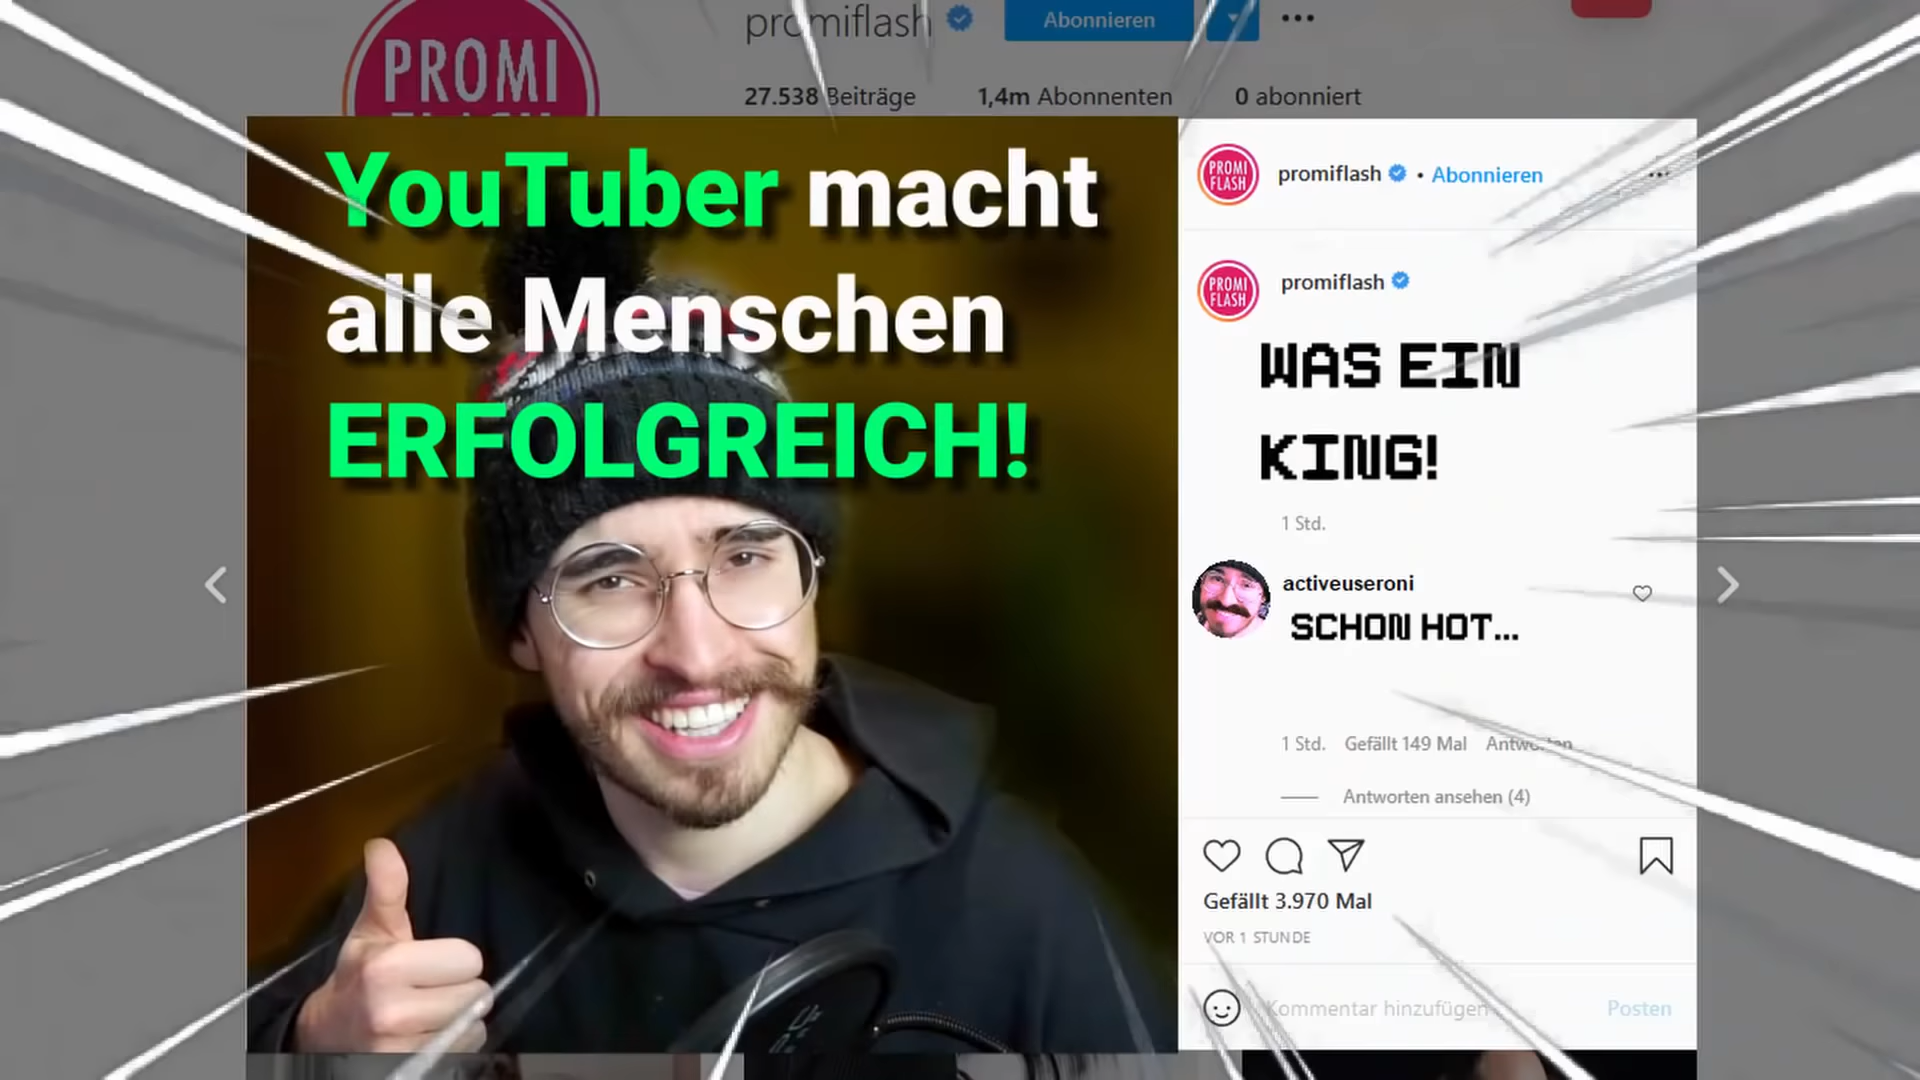 promiflash
Abonnieren
PROMI
27.538 Beiträge
1,4m Abonnenten
0 abonniert
YouTuber macht
alle Menschen
ERFOLGREICH!
PROMI
FLASH
promiflash • Abonnieren
PROMI
FLASH
promiflash
WAS EIN
KING!
1 Std.
activeuseroni
SCHON HOT...
1 Std. Gefällt 149 Mal Antworten
Antworten ansehen (4)
Gefällt 3.970 Mal
VOR 1 STUNDE
Kommentar hinzufügen
Posten